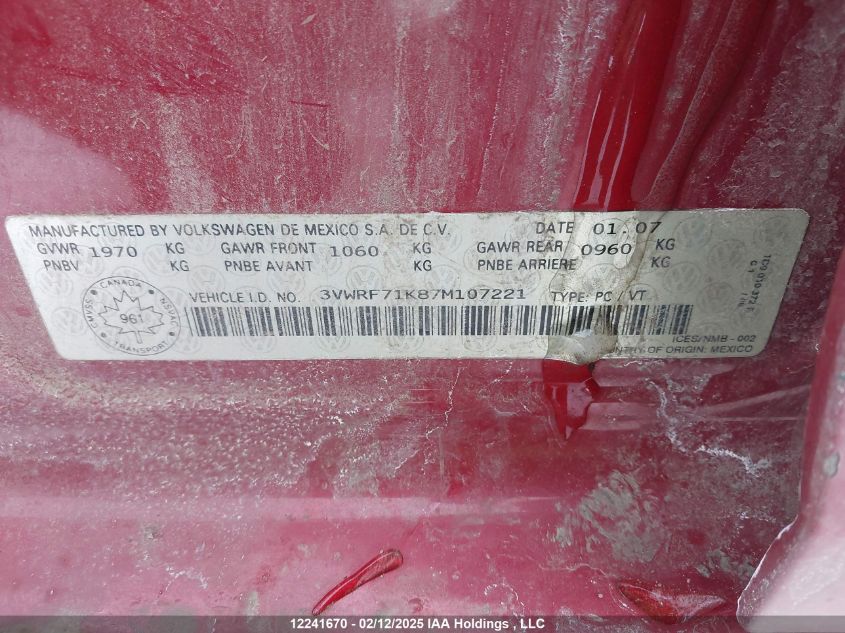 MANUFACTURED BY VOLKSWAGEN DE MEXICO S.A. DE C.V. DATE 01.07
GVWR 1970 KG GAWR FRONT 1060 KG GAWR REAR 0960 KG
PNBV KG PNBE AVANT KG PNBE ARRIERE KG
VEHICLE I.D. NO. 3VWRF71K87M107221 TYPE: PC / VT
CANADA
CMVSS
961
NSVAC
TRANSPORT
ICES/NMB - 002
NTRY OF ORIGIN: MEXICO
12241670 - 02/12/2025 IAA Holdings , LLC